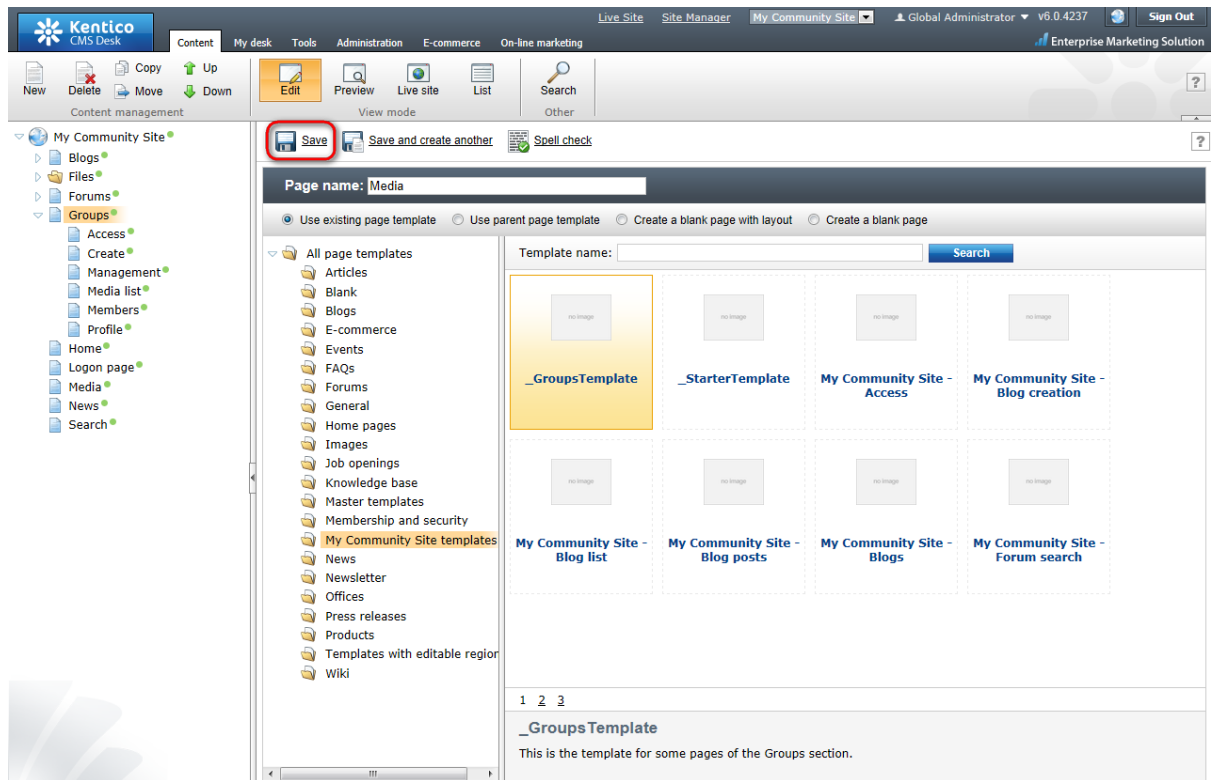 Kentico
CMS Desk
Live Site Site Manager My Community Site Global Administrator v6.0.4237 Sign Out
Content My desk Tools Administration E-commerce On-line marketing Enterprise Marketing Solution
New Delete Copy Move Up Down
Content management
Edit Preview Live site List
View mode
Search
Other
?
My Community Site
Blogs
Files
Forums
Groups
Access
Create
Management
Media list
Members
Profile
Home
Logon page
Media
News
Search
Save Save and create another Spell check ?
Page name: Media
Use existing page template Use parent page template Create a blank page with layout Create a blank page
All page templates
Articles
Blank
Blogs
E-commerce
Events
FAQs
Forums
General
Home pages
Images
Job openings
Knowledge base
Master templates
Membership and security
My Community Site templates
News
Newsletter
Offices
Press releases
Products
Templates with editable region
Wiki
Template name: Search
no image no image no image no image
_GroupsTemplate
_StarterTemplate
My Community Site -
Access
My Community Site -
Blog creation
no image no image no image no image
My Community Site -
Blog list
My Community Site -
Blog posts
My Community Site -
Blogs
My Community Site -
Forum search
1 2 3
_GroupsTemplate
This is the template for some pages of the Groups section.